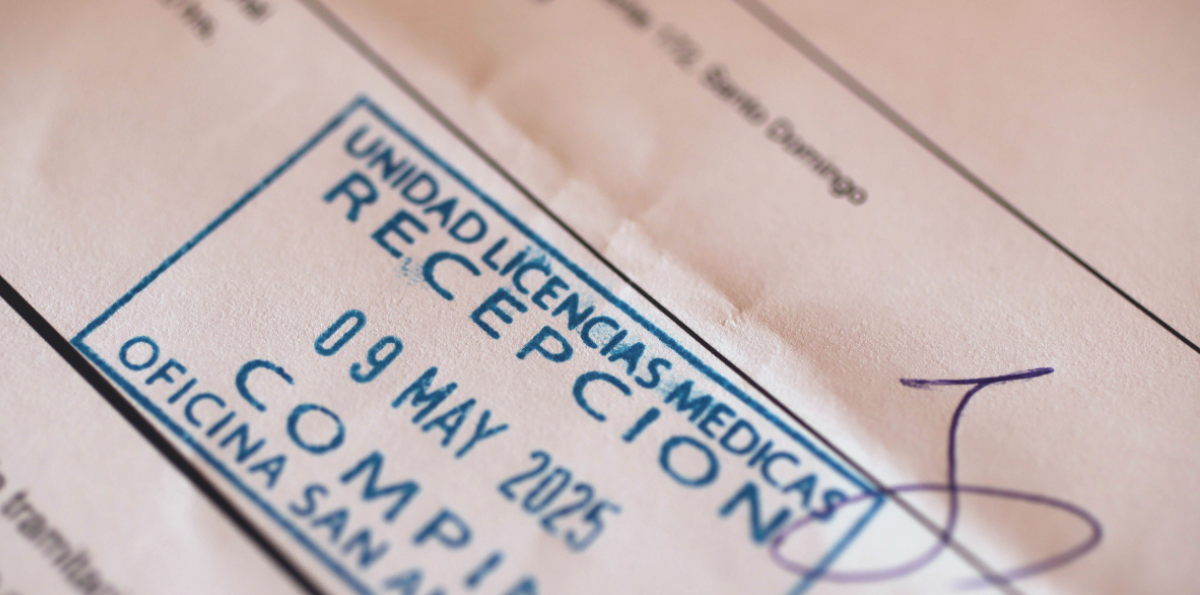 Santo Domingo
UNIDAD LICENCIAS MEDICAS
RECEPCION
09 MAY 2025
COMPIN
OFICINA SAN